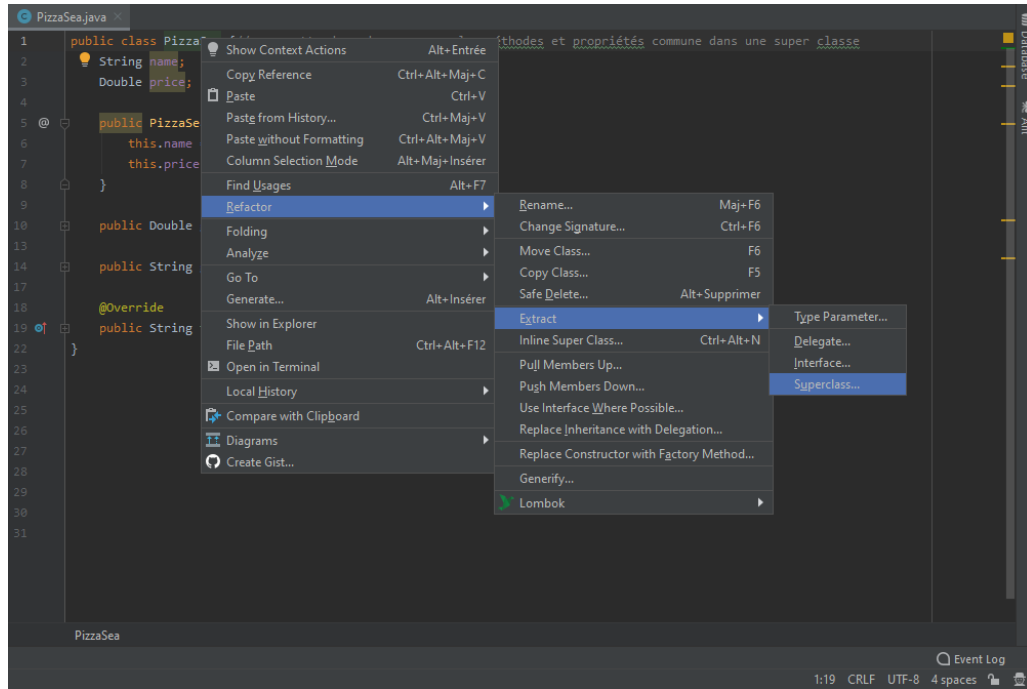 PizzaSea.java
1 public class Pizza
éthodes et propriétés commune dans une super classe
2 String name;
3 Double price;
4
5 @ public PizzaSe
6 this.name
7 this.price
8 }
9
10 public Double
13
14 public String
17
18 @Override
19 public String
22 }
23
24
25
26
27
28
29
30
31
Show Context Actions Alt+Entrée
Copy Reference Ctrl+Alt+Maj+C
Paste Ctrl+V
Paste from History... Ctrl+Maj+V
Paste without Formatting Ctrl+Alt+Maj+V
Column Selection Mode Alt+Maj+Insérer
Find Usages Alt+F7
Refactor
Folding
Analyze
Go To
Generate... Alt+Insérer
Show in Explorer
File Path Ctrl+Alt+F12
Open in Terminal
Local History
Compare with Clipboard
Diagrams
Create Gist...
Rename... Maj+F6
Change Signature... Ctrl+F6
Move Class... F6
Copy Class... F5
Safe Delete... Alt+Supprimer
Extract
Inline Super Class... Ctrl+Alt+N
Pull Members Up...
Push Members Down...
Use Interface Where Possible...
Replace Inheritance with Delegation...
Replace Constructor with Factory Method...
Generify...
Lombok
Type Parameter...
Delegate...
Interface...
Superclass...
Database
Ant
PizzaSea
Event Log
1:19 CRLF UTF-8 4 spaces